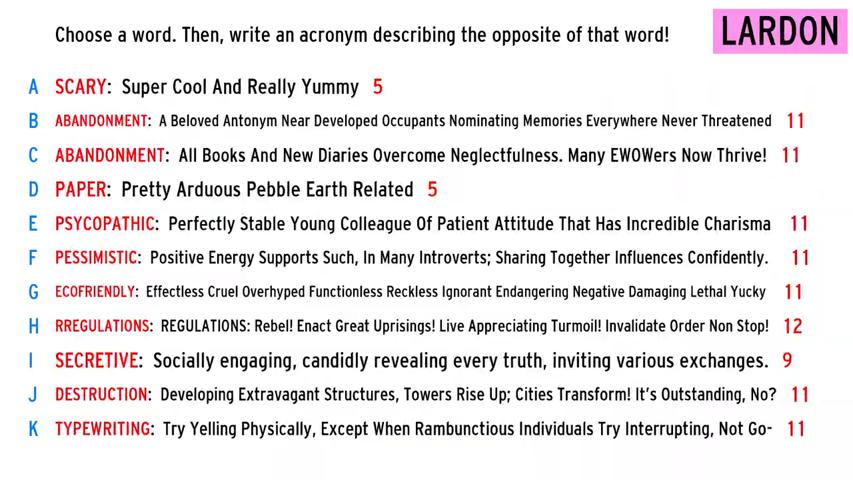 Choose a word. Then, write an acronym describing the opposite of that word!
LARDON
A SCARY: Super Cool And Really Yummy 5
B ABANDONMENT: A Beloved Antonym Near Developed Occupants Nominating Memories Everywhere Never Threatened 11
C ABANDONMENT: All Books And New Diaries Overcome Neglectfulness. Many EWOWers Now Thrive! 11
D PAPER: Pretty Arduous Pebble Earth Related 5
E PSYCOPATHIC: Perfectly Stable Young Colleague Of Patient Attitude That Has Incredible Charisma 11
F PESSIMISTIC: Positive Energy Supports Such, In Many Introverts; Sharing Together Influences Confidently. 11
G ECOFRIENDLY: Effectless Cruel Overhyped Functionless Reckless Ignorant Endangering Negative Damaging Lethal Yucky 11
H RREGULATIONS: REGULATIONS: Rebel! Enact Great Uprisings! Live Appreciating Turmoil! Invalidate Order Non Stop! 12
I SECRETIVE: Socially engaging, candidly revealing every truth, inviting various exchanges. 9
J DESTRUCTION: Developing Extravagant Structures, Towers Rise Up; Cities Transform! It's Outstanding, No? 11
K TYPEWRITING: Try Yelling Physically, Except When Rambunctious Individuals Try Interrupting, Not Go- 11